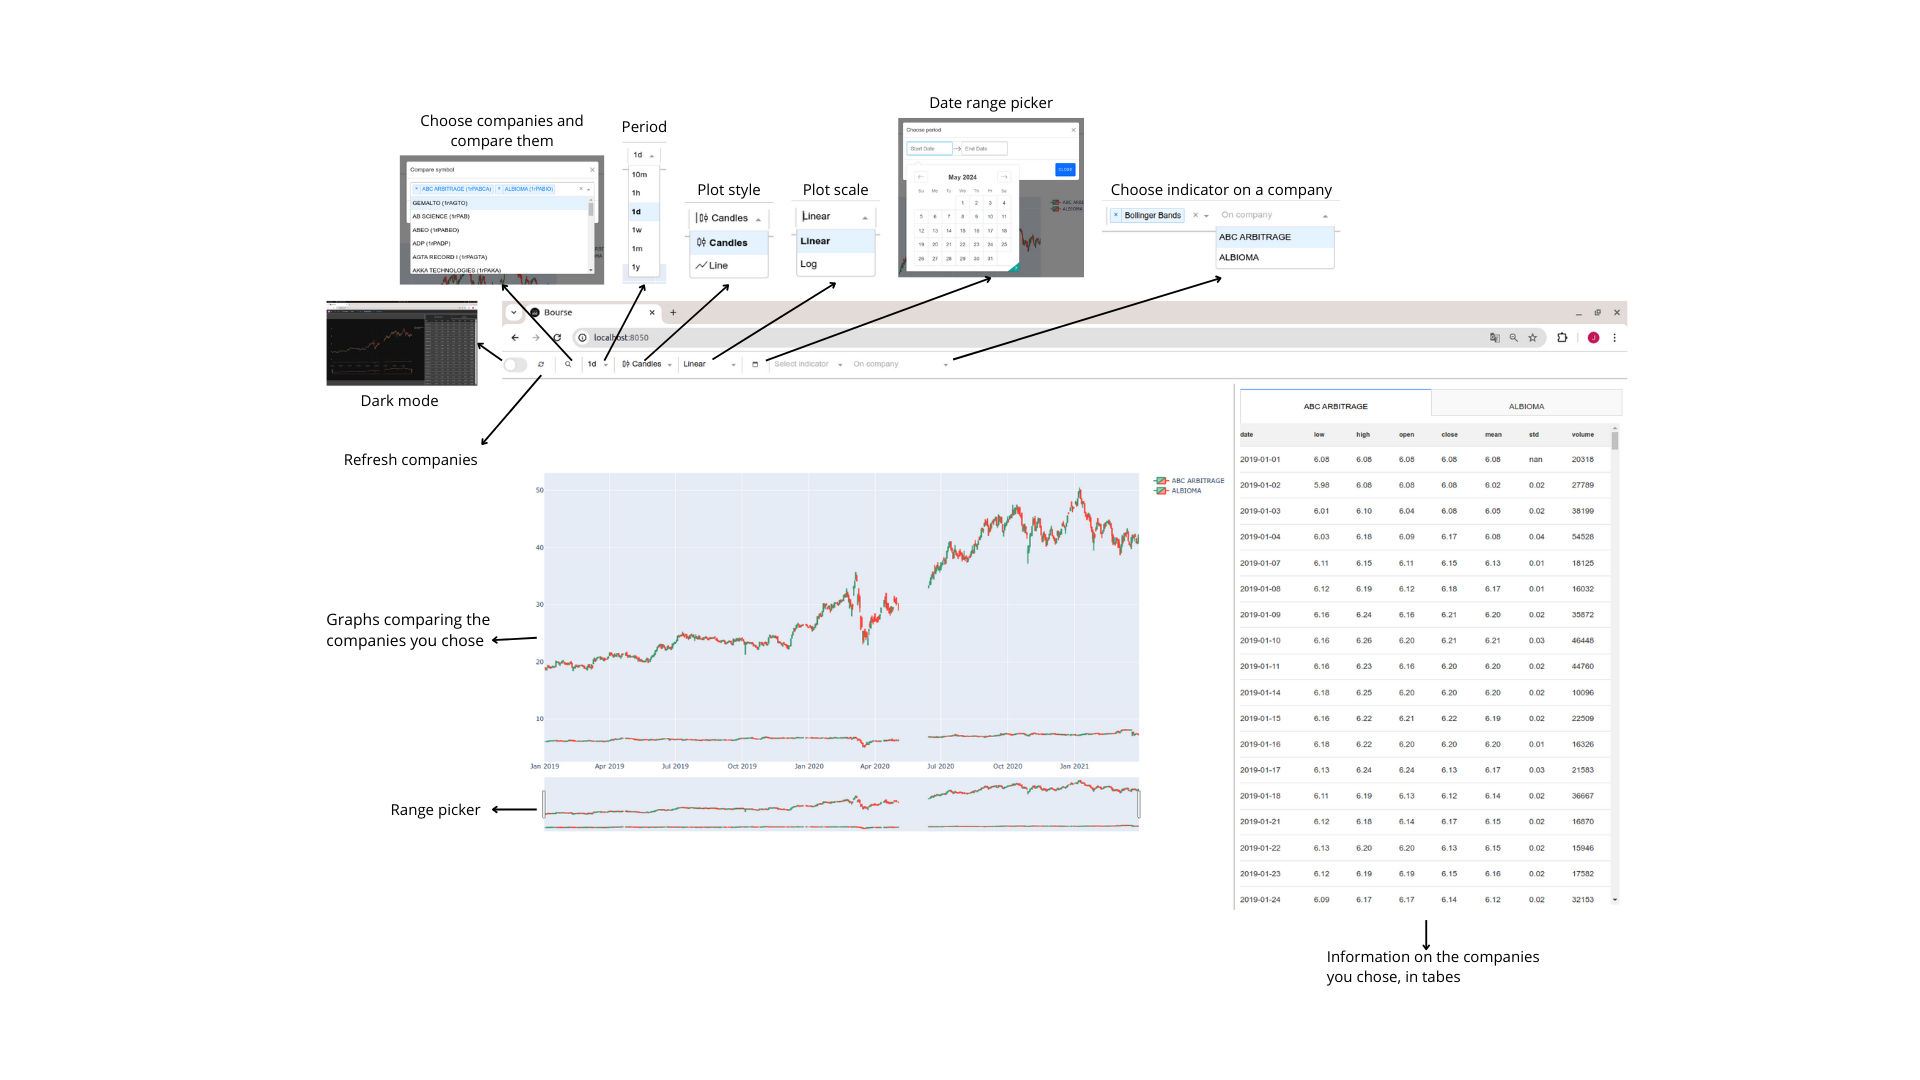 Date range picker
Choose companies and
compare them
Period
Choose period
Start Date
End Date
CLOSE
May 2024
Su Mo Tu We Th Fr Sa
1 2 3 4
5 6 7 8 9 10 11
12 13 14 15 16 17 18
19 20 21 22 23 24 25
26 27 28 29 30 31
Compare symbol
ABC ARBITRAGE (1rPABCA)
ALBIOMA (1rPABIO)
GEMALTO (1rAGTO)
AB SCIENCE (1rPAB)
ABEO (1rPABEO)
ADP (1rPADP)
AGTA RECORD I (1rPAGTA)
AKKA TECHNOLOGIES (1rPAKA)
1d
10m
1h
1d
1w
1m
1y
Plot style
Candles
Candles
Line
Plot scale
Linear
Linear
Log
Choose indicator on a company
Bollinger Bands
On company
ABC ARBITRAGE
ALBIOMA
Bourse
localhost:8050
J
1d
Candles
Linear
Select indicator
On company
Dark mode
Refresh companies
ABC ARBITRAGE
ALBIOMA
50
40
30
20
10
Jan 2019 Apr 2019 Jul 2019 Oct 2019 Jan 2020 Apr 2020 Jul 2020 Oct 2020 Jan 2021
Graphs comparing the
companies you chose
Range picker
ABC ARBITRAGE
ALBIOMA
date low high open close mean std volume
2019-01-01 6.08 6.08 6.08 6.08 6.08 nan 20318
2019-01-02 5.98 6.08 6.08 6.08 6.02 0.02 27789
2019-01-03 6.01 6.10 6.04 6.08 6.05 0.02 38199
2019-01-04 6.03 6.18 6.09 6.17 6.08 0.04 54528
2019-01-07 6.11 6.15 6.11 6.15 6.13 0.01 18125
2019-01-08 6.12 6.19 6.12 6.18 6.17 0.01 16032
2019-01-09 6.16 6.24 6.16 6.21 6.20 0.02 35872
2019-01-10 6.16 6.26 6.20 6.21 6.21 0.03 46448
2019-01-11 6.16 6.23 6.16 6.20 6.20 0.02 44760
2019-01-14 6.18 6.25 6.20 6.20 6.20 0.02 10096
2019-01-15 6.16 6.22 6.21 6.22 6.19 0.02 22509
2019-01-16 6.18 6.22 6.20 6.20 6.20 0.01 16326
2019-01-17 6.13 6.24 6.24 6.13 6.17 0.03 21583
2019-01-18 6.11 6.19 6.13 6.12 6.14 0.02 36667
2019-01-21 6.12 6.18 6.14 6.17 6.15 0.02 16870
2019-01-22 6.13 6.20 6.20 6.13 6.15 0.02 15946
2019-01-23 6.12 6.19 6.19 6.15 6.16 0.02 17582
2019-01-24 6.09 6.17 6.17 6.14 6.12 0.02 32153
Information on the companies
you chose, in tabes